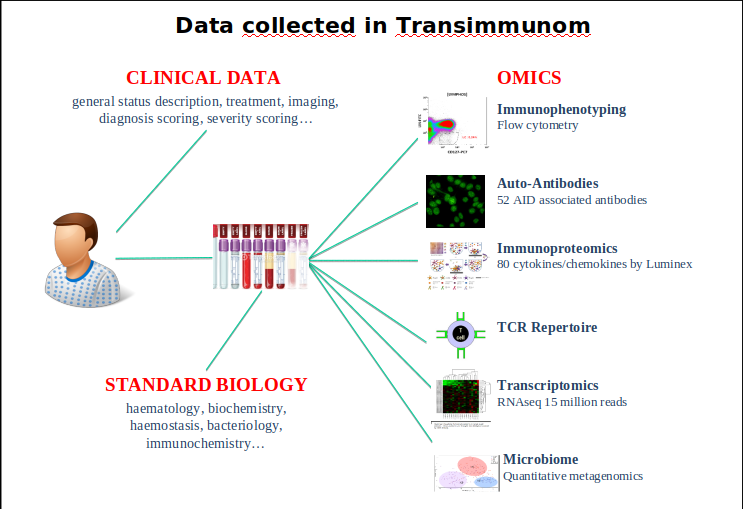 Data collected in Transimmunom
CLINICAL DATA
general status description, treatment, imaging,
diagnosis scoring, severity scoring…
STANDARD BIOLOGY
haematology, biochemistry,
haemostasis, bacteriology,
immunochemistry…
OMICS
Immunophenotyping
Flow cytometry
Auto-Antibodies
52 AID associated antibodies
Immunoproteomics
80 cytokines/chemokines by Luminex
T
cell
TCR Repertoire
Transcriptomics
RNAseq 15 million reads
Microbiome
Quantitative metagenomics